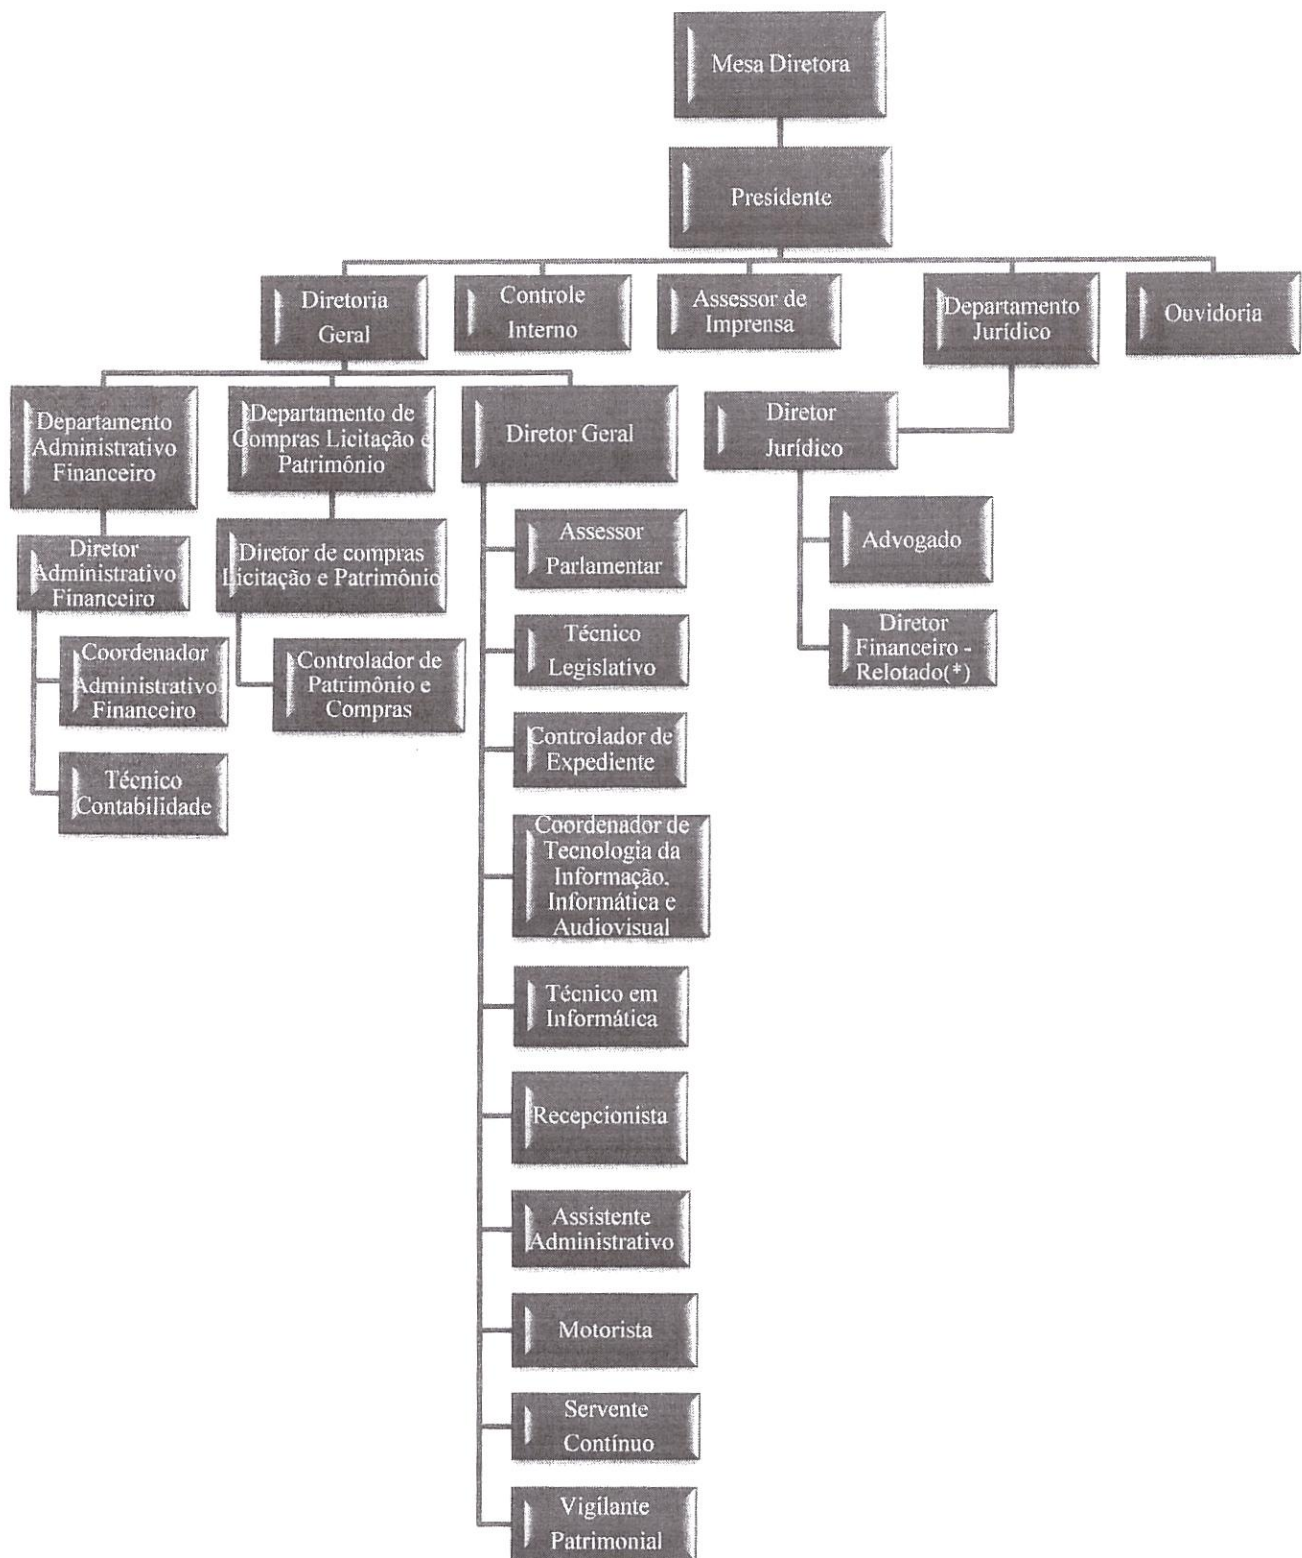 Mesa Diretora
Presidente
Diretoria
Geral
Controle
Interno
Assessor de
Imprensa
Departamento
Jurídico
Ouvidoria
Departamento
Administrativo
Financeiro
Departamento de
Compras Licitação e
Patrimônio
Diretor Geral
Diretor
Jurídico
Diretor
Administrativo
Financeiro
Diretor de compras
Licitação e Patrimônio
Assessor
Parlamentar
Advogado
Coordenador
Administrativo
Financeiro
Controlador de
Patrimônio e
Compras
Técnico
Legislativo
Diretor
Financeiro -
Relotado(*)
Técnico
Contabilidade
Controlador de
Expediente
Coordenador de
Tecnologia da
Informação,
Informática e
Audiovisual
Técnico em
Informática
Recepcionista
Assistente
Administrativo
Motorista
Servente
Contínuo
Vigilante
Patrimonial